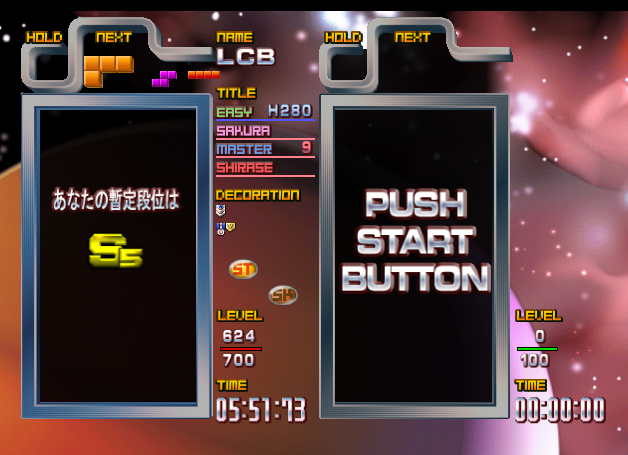 HOLD NEXT
NAME
LCB
TITLE
EASY H280
SAKURA
MASTER 9
SHIRASE
DECORATION
ST
SH
あなたの暫定段位は
S5
LEVEL
624
700
TIME
05:51:73
HOLD NEXT
PUSH
START
BUTTON
LEVEL
0
100
TIME
00:00:00